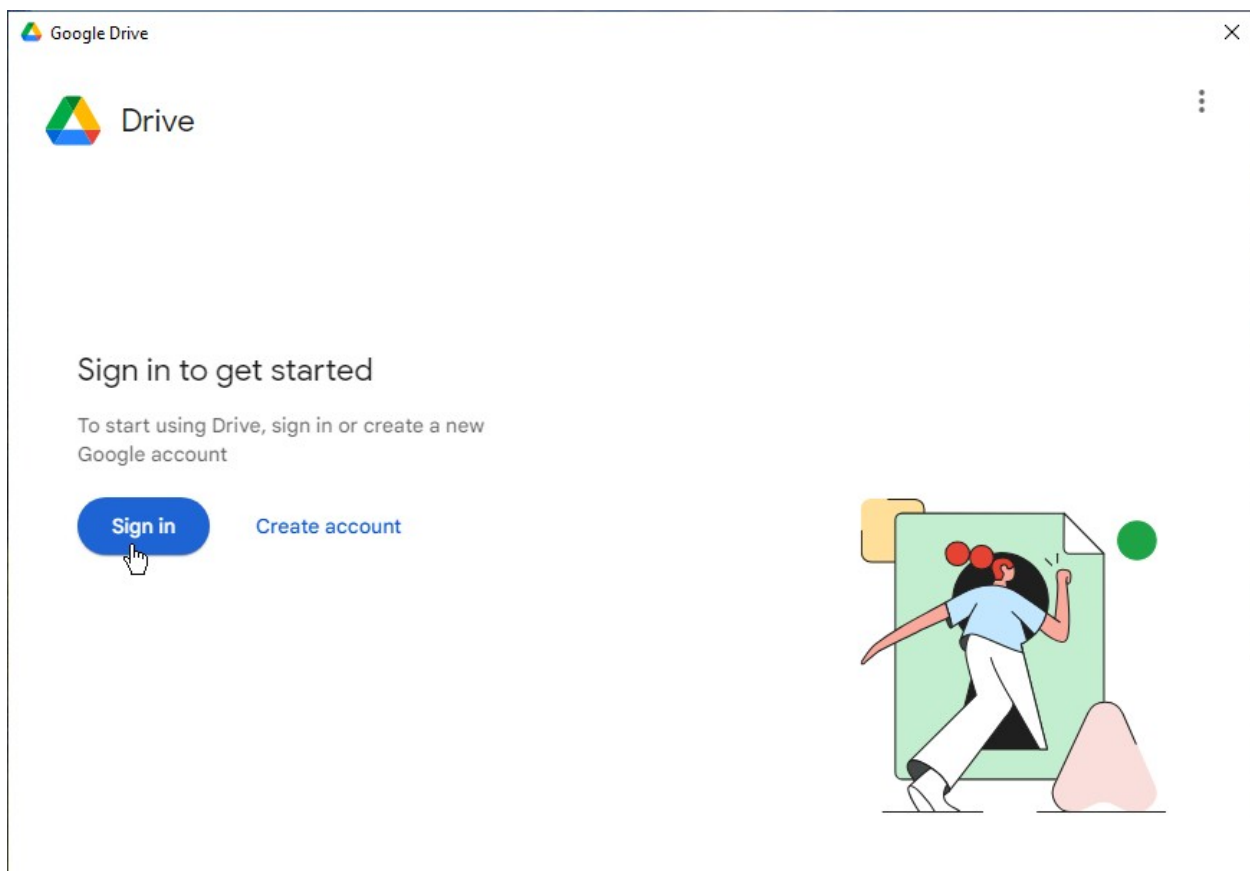 Google Drive
Drive
Sign in to get started
To start using Drive, sign in or create a new
Google account
Sign in
Create account